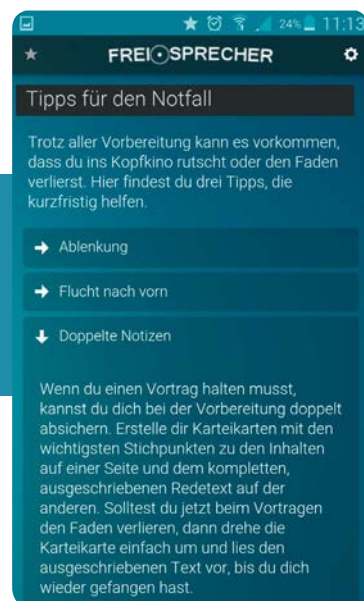 24% 11:13
FREISPRECHER
Tipps für den Notfall
Trotz aller Vorbereitung kann es vorkommen,
dass du ins Kopfkino rutscht oder den Faden
verlierst. Hier findest du drei Tipps, die
kurzfristig helfen.
Ablenkung
Flucht nach vorn
Doppelte Notizen
Wenn du einen Vortrag halten musst,
kannst du dich bei der Vorbereitung doppelt
absichern. Erstelle dir Karteikarten mit den
wichtigsten Stichpunkten zu den Inhalten
auf einer Seite und dem kompletten,
ausgeschriebenen Redetext auf der
anderen. Solltest du jetzt beim Vortragen
den Faden verlieren, dann drehe die
Karteikarte einfach um und lies den
ausgeschriebenen Text vor, bis du dich
wieder gefangen hast.